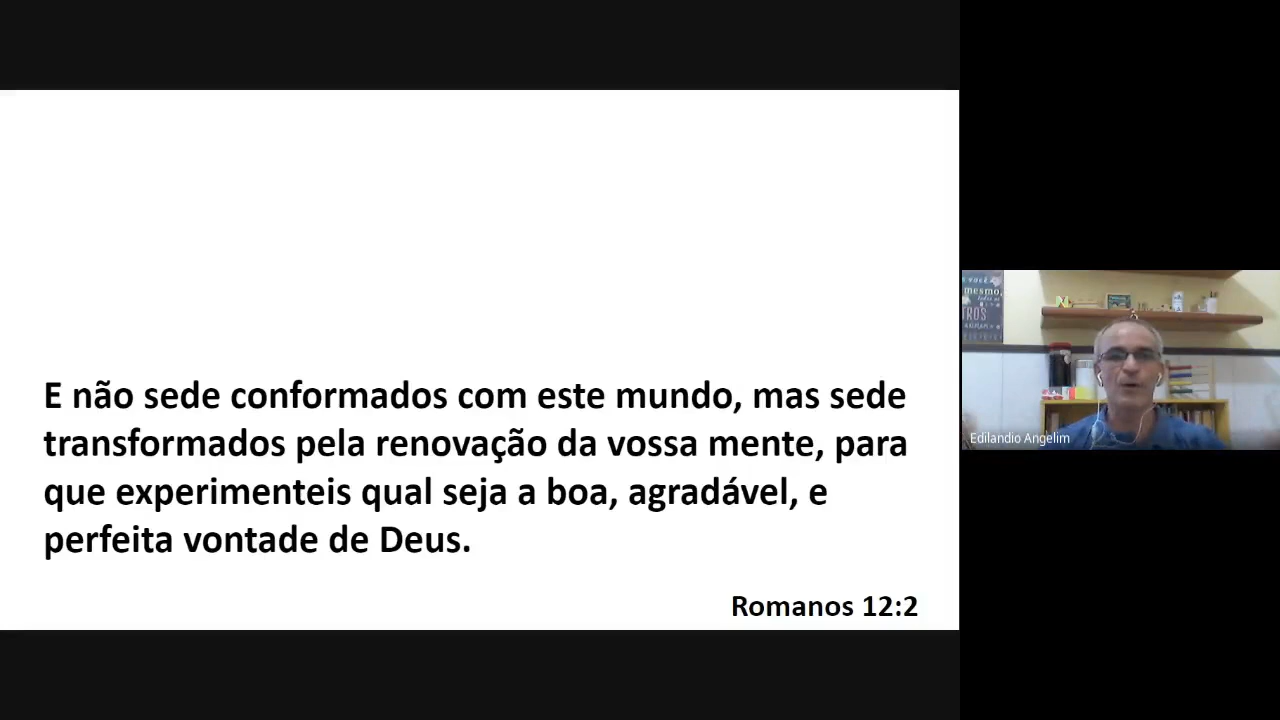 E não sede conformados com este mundo, mas sede
transformados pela renovação da vossa mente, para
que experimenteis qual seja a boa, agradável, e
perfeita vontade de Deus.
Romanos 12:2
mesmo,
Edilandio Angelim